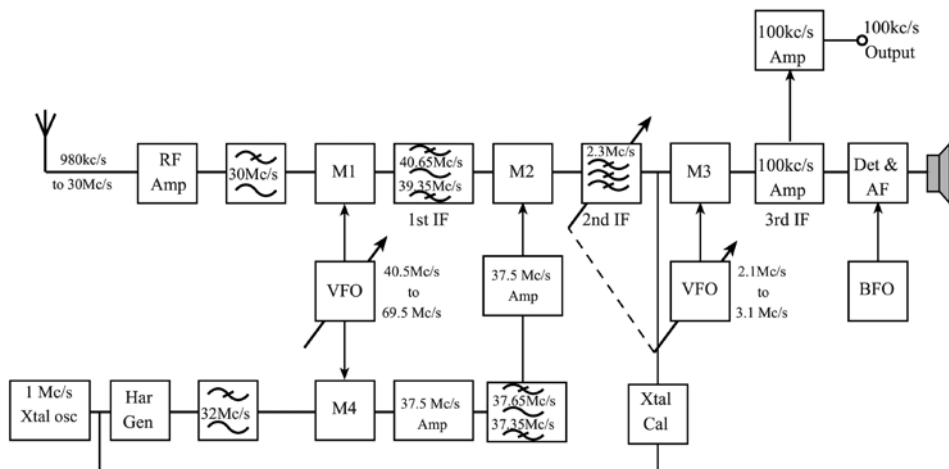 100kc/s
Amp
100kc/s
Output
980kc/s
to 30Mc/s
RF
Amp
30Mc/s
M1
40.65Mc/s
39.35Mc/s
1st IF
M2
2.3Mc/s
2nd IF
M3
100kc/s
Amp
3rd IF
Det &
AF
VFO
40.5Mc/s
to
69.5 Mc/s
37.5 Mc/s
Amp
VFO
2.1Mc/s
to
3.1 Mc/s
BFO
1 Mc/s
Xtal osc
Har
Gen
32Mc/s
M4
37.5 Mc/s
Amp
37.65Mc/s
37.35Mc/s
Xtal
Cal